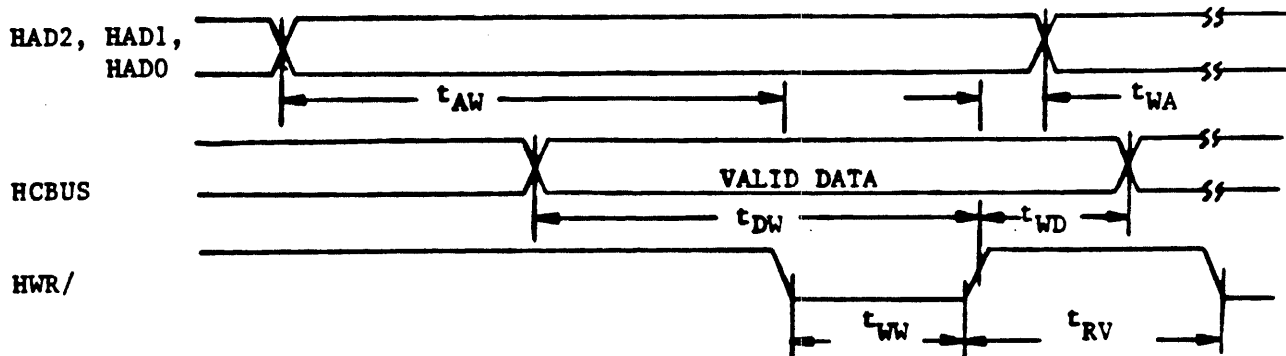 HAD2, HAD1,
HAD0
tAW
tWA
HCBUS
VALID DATA
tDW
tWD
HWR/
tWW
tRV